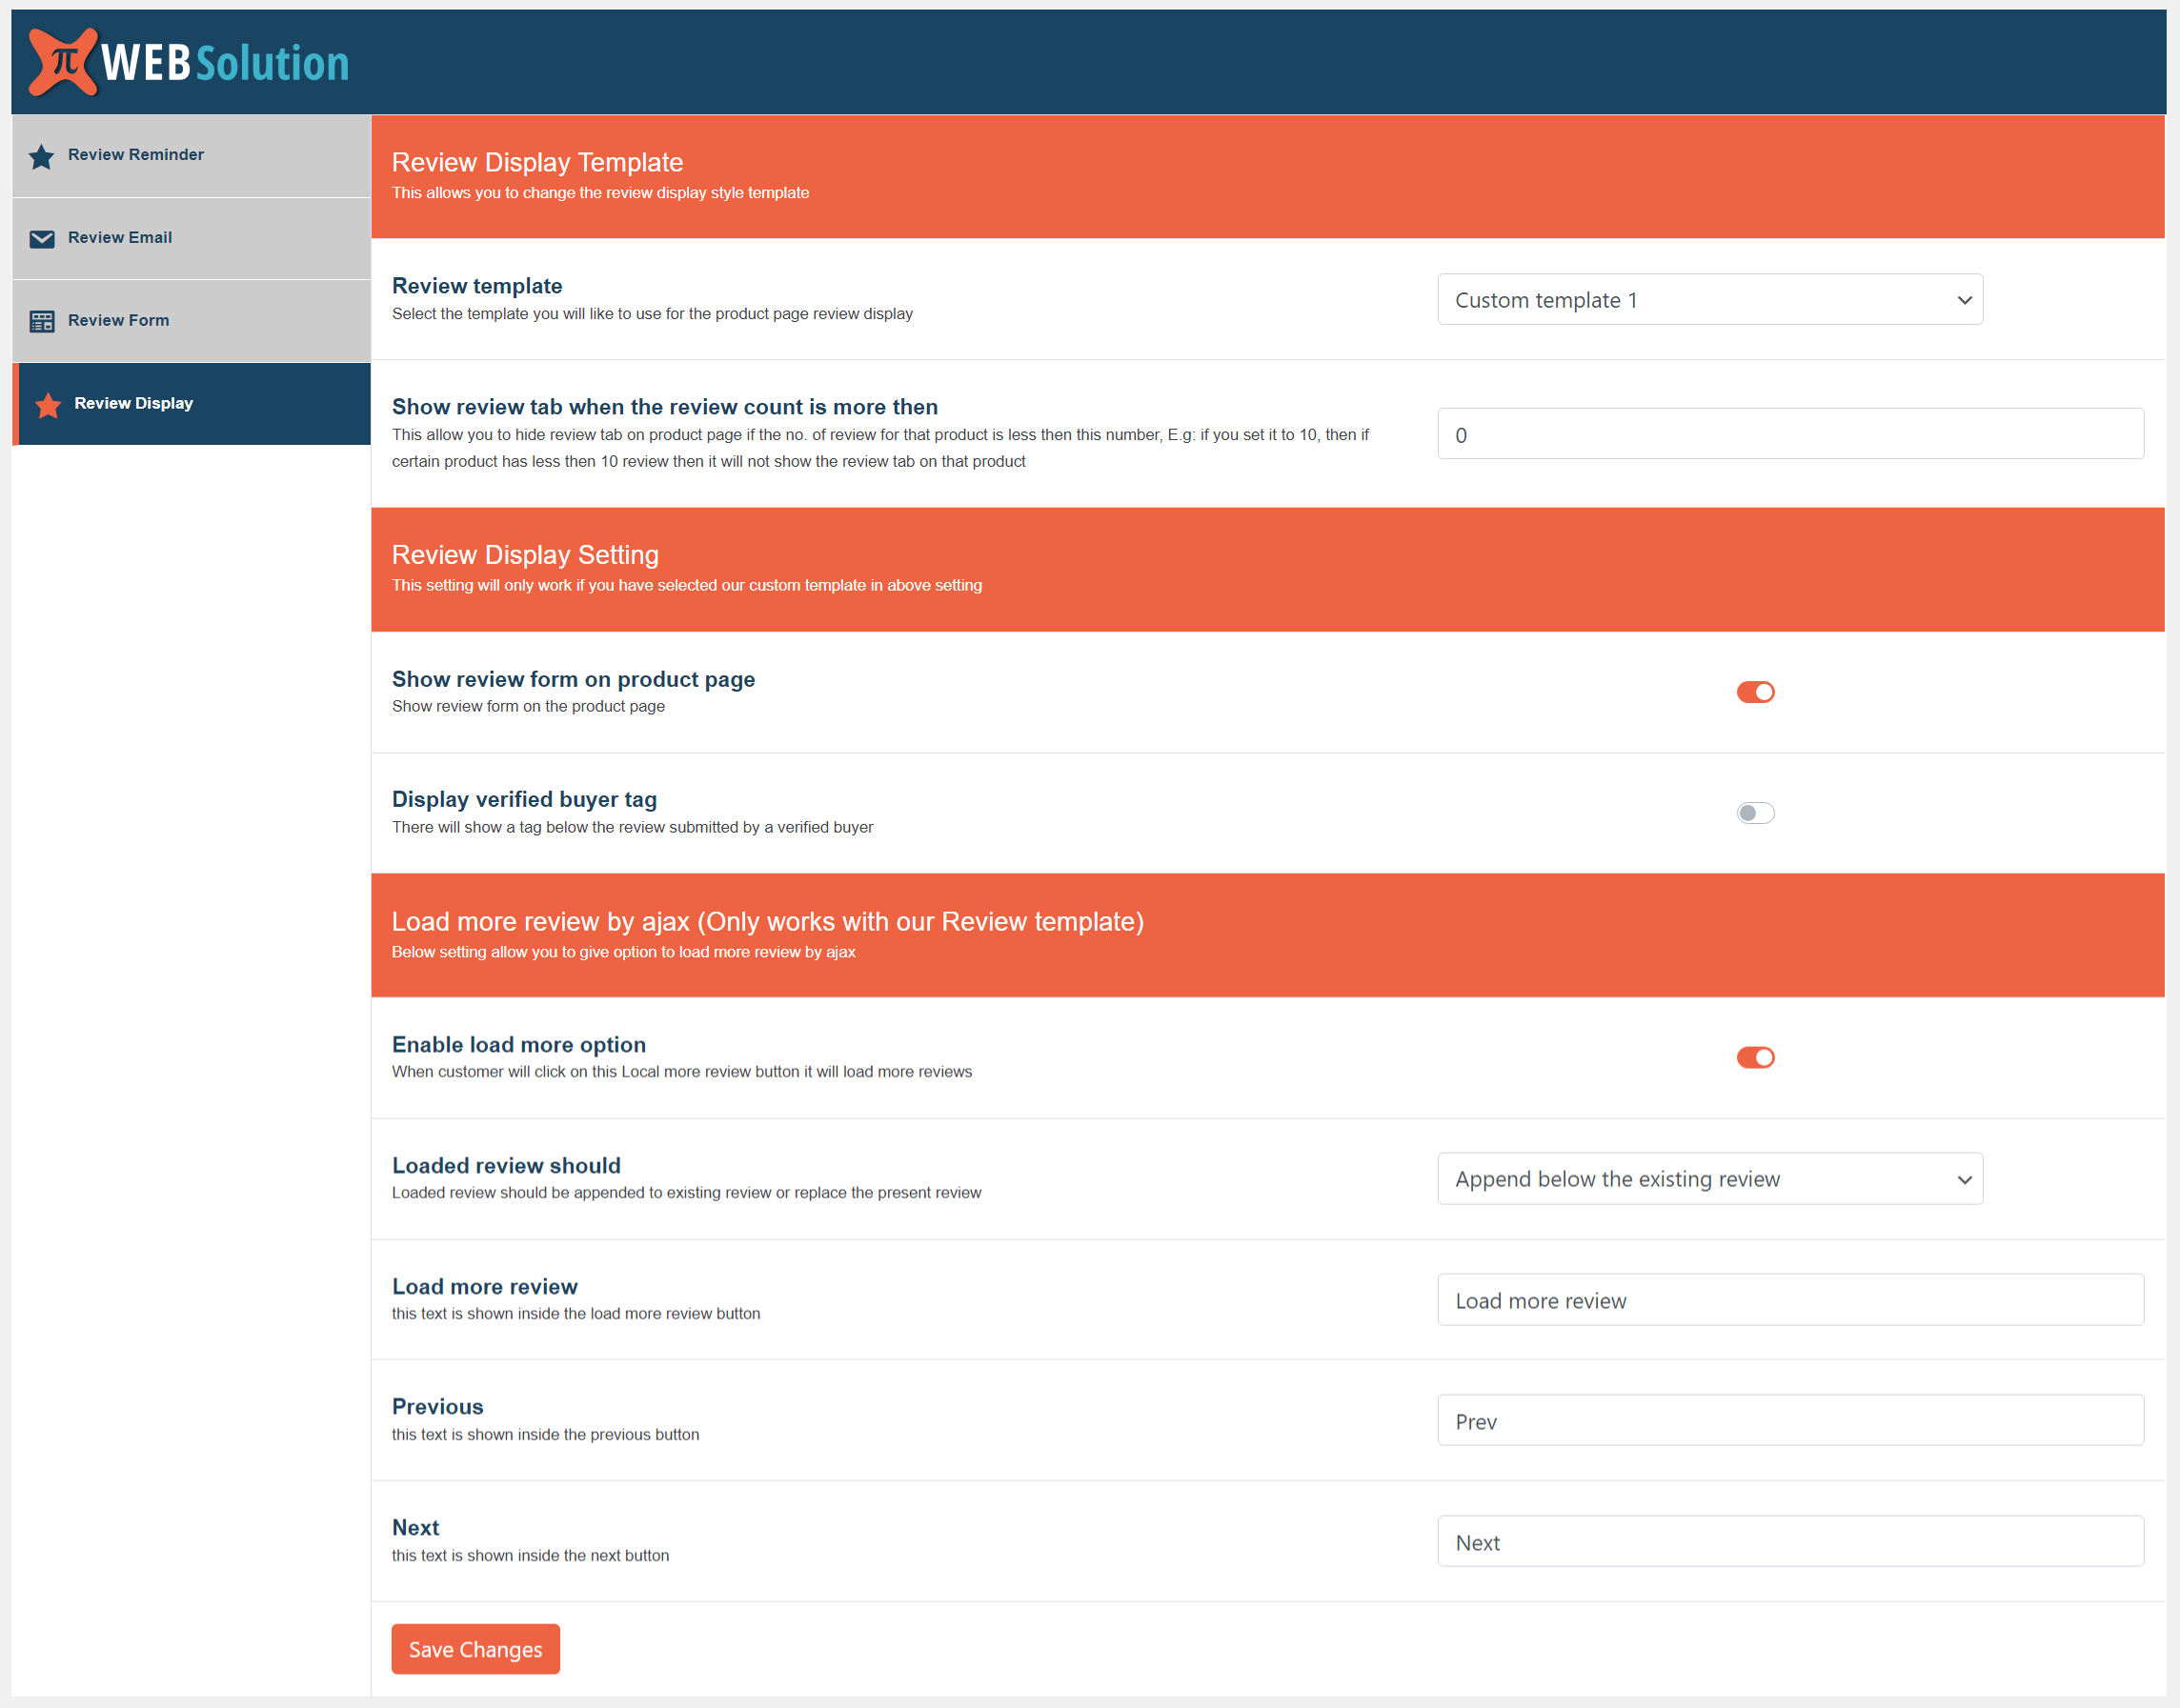 π WEB Solution
Review Reminder
Review Email
Review Form
Review Display
Review Display Template
This allows you to change the review display style template
Review template
Select the template you will like to use for the product page review display
Custom template 1
Show review tab when the review count is more then
This allow you to hide review tab on product page if the no. of review for that product is less then this number, E.g: if you set it to 10, then if
certain product has less then 10 review then it will not show the review tab on that product
0
Review Display Setting
This setting will only work if you have selected our custom template in above setting
Show review form on product page
Show review form on the product page
Display verified buyer tag
There will show a tag below the review submitted by a verified buyer
Load more review by ajax (Only works with our Review template)
Below setting allow you to give option to load more review by ajax
Enable load more option
When customer will click on this Local more review button it will load more reviews
Loaded review should
Loaded review should be appended to existing review or replace the present review
Append below the existing review
Load more review
this text is shown inside the load more review button
Load more review
Previous
this text is shown inside the previous button
Prev
Next
this text is shown inside the next button
Next
Save Changes